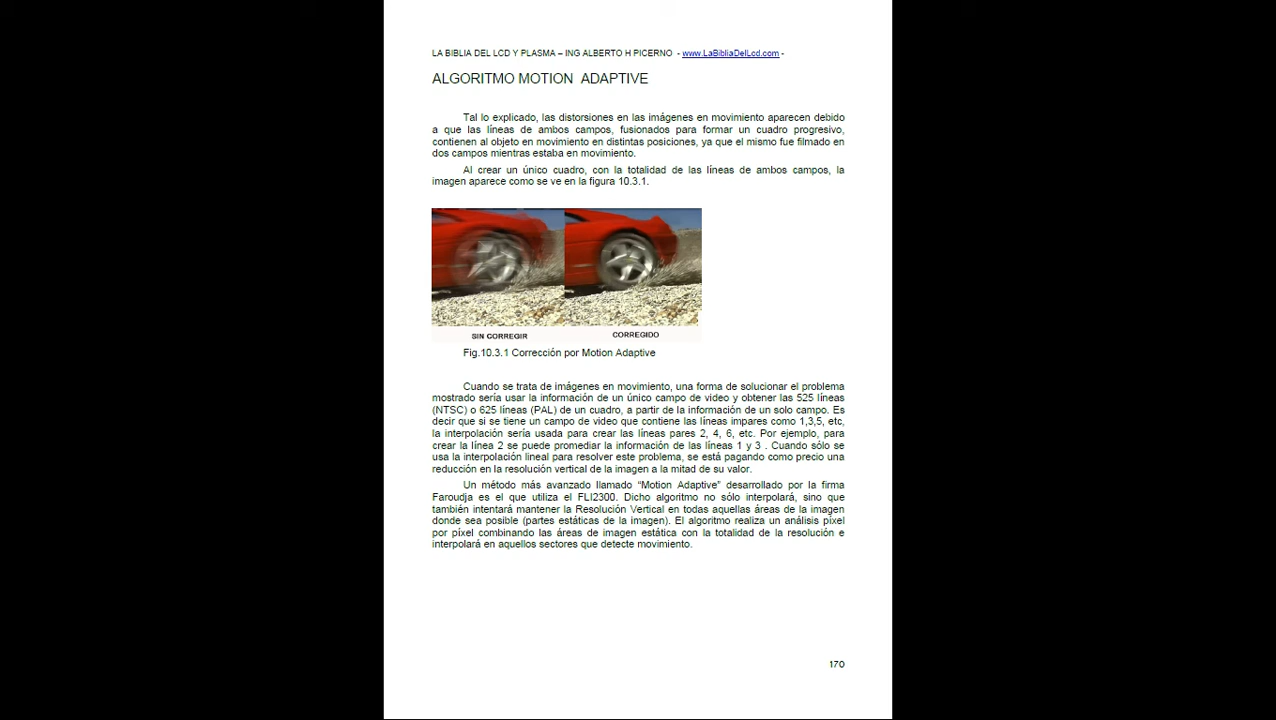 LA BIBLIA DEL LCD Y PLASMA – ING ALBERTO H PICERNO - www.LaBibliaDelLcd.com -
ALGORITMO MOTION ADAPTIVE
Tal lo explicado, las distorsiones en las imágenes en movimiento aparecen debido
a que las líneas de ambos campos, fusionados para formar un cuadro progresivo,
contienen al objeto en movimiento en distintas posiciones, ya que el mismo fue filmado en
dos campos mientras estaba en movimiento.
Al crear un único cuadro, con la totalidad de las líneas de ambos campos, la
imagen aparece como se ve en la figura 10.3.1.
SIN CORREGIR CORREGIDO
Fig.10.3.1 Corrección por Motion Adaptive
Cuando se trata de imágenes en movimiento, una forma de solucionar el problema
mostrado sería usar la información de un único campo de video y obtener las 525 líneas
(NTSC) o 625 líneas (PAL) de un cuadro, a partir de la información de un solo campo. Es
decir que si se tiene un campo de video que contiene las líneas impares como 1,3,5, etc,
la interpolación sería usada para crear las líneas pares 2, 4, 6, etc. Por ejemplo, para
crear la línea 2 se puede promediar la información de las líneas 1 y 3 . Cuando sólo se
usa la interpolación lineal para resolver este problema, se está pagando como precio una
reducción en la resolución vertical de la imagen a la mitad de su valor.
Un método más avanzado llamado “Motion Adaptive” desarrollado por la firma
Faroudja es el que utiliza el FLI2300. Dicho algoritmo no sólo interpolará, sino que
también intentará mantener la Resolución Vertical en todas aquellas áreas de la imagen
donde sea posible (partes estáticas de la imagen). El algoritmo realiza un análisis píxel
por píxel combinando las áreas de imagen estática con la totalidad de la resolución e
interpolará en aquellos sectores que detecte movimiento.
170